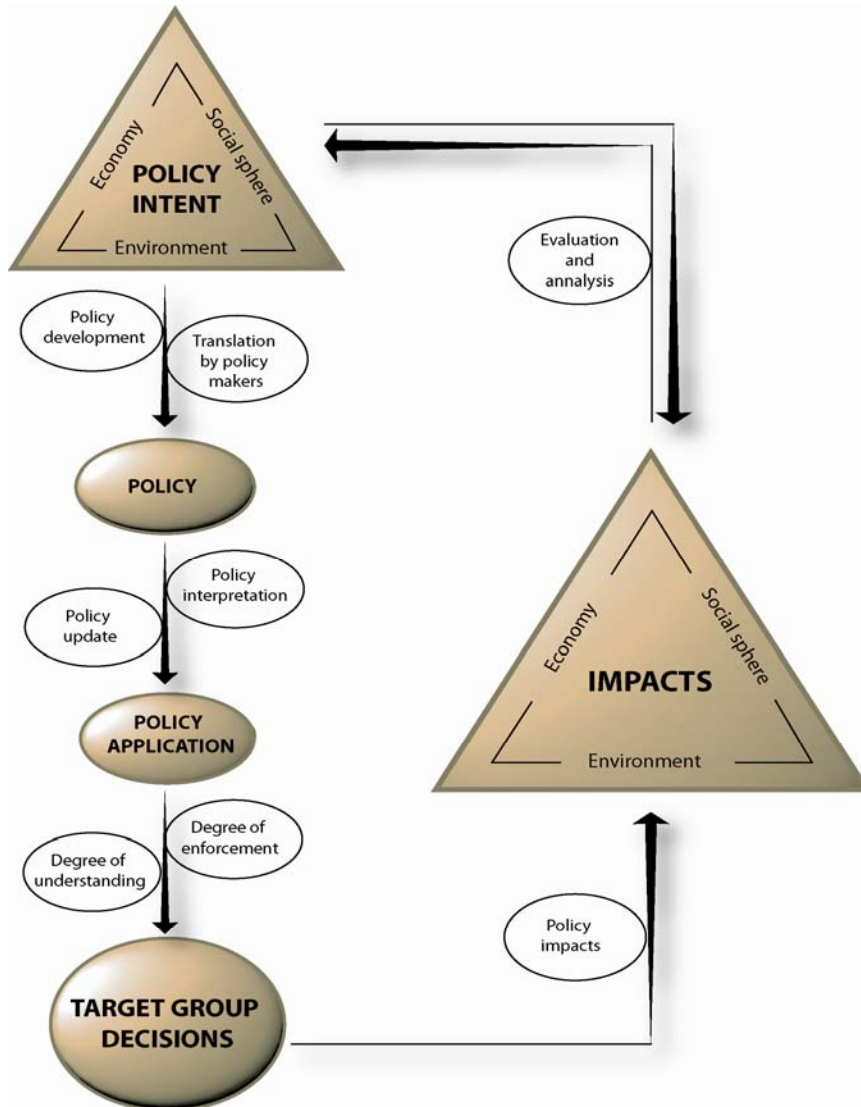 Economy
Social sphere
POLICY
INTENT
Environment
Evaluation
and
annalysis
Policy
development
Translation
by policy
makers
POLICY
Policy
interpretation
Policy
update
Economy
Social sphere
IMPACTS
Environment
POLICY
APPLICATION
Degree of
enforcement
Degree of
understanding
Policy
impacts
TARGET GROUP
DECISIONS